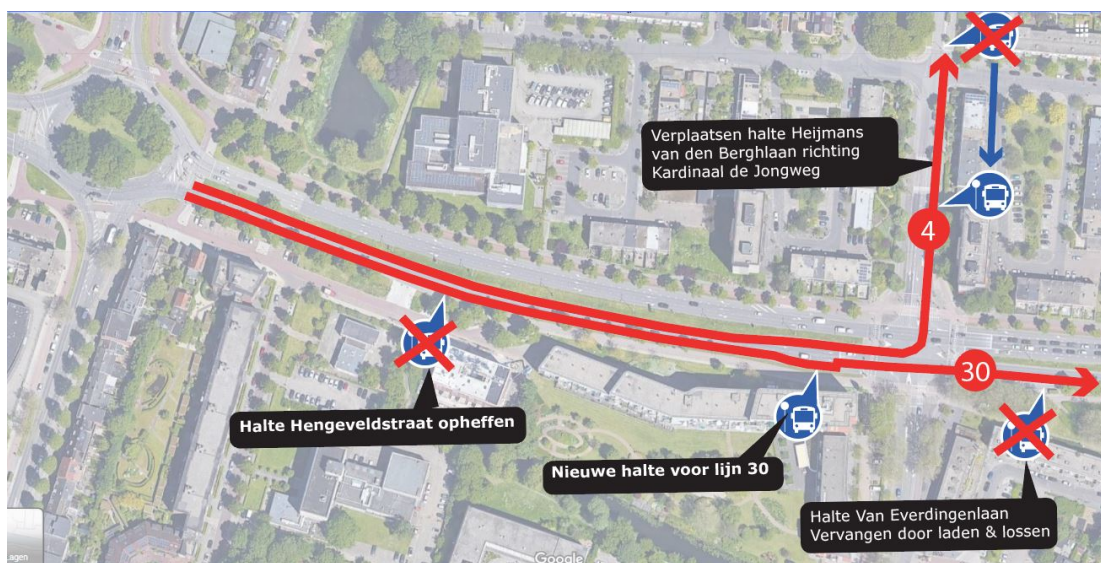 Verplaatsen halte Heijmans
van den Berghlaan richting
Kardinaal de Jongweg
4
30
Halte Hengeveldstraat opheffen
Nieuwe halte voor lijn 30
Halte Van Everdingenlaan
Vervangen door laden & lossen
Lagen
Google